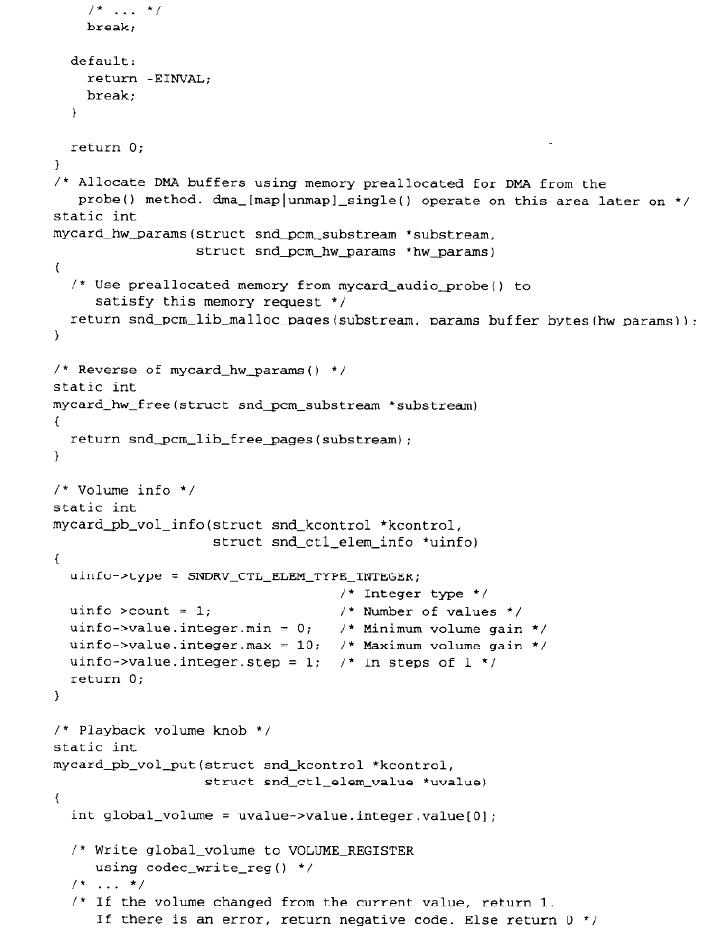 /* ... */
break;
default:
return -EINVAL;
break;
}
return 0;
}
/* Allocate DMA buffers using memory preallocated for DMA from the
probe() method. dma_[map|unmap]_single() operate on this area later on */
static int
mycard_hw_params(struct snd_pcm_substream *substream,
struct snd_pcm_hw_params *hw_params)
{
/* Use preallocated memory from mycard_audio_probe() to
satisfy this memory request */
return snd_pcm_lib_malloc_pages(substream, params_buffer_bytes(hw_params));
}
/* Reverse of mycard_hw_params() */
static int
mycard_hw_free(struct snd_pcm_substream *substream)
{
return snd_pcm_lib_free_pages(substream);
}
/* Volume info */
static int
mycard_pb_vol_info(struct snd_kcontrol *kcontrol,
struct snd_ctl_elem_info *uinfo)
{
uinfo->type = SNDRV_CTL_ELEM_TYPE_INTEGER;
/* Integer type */
uinfo >count = 1; /* Number of values */
uinfo->value.integer.min = 0; /* Minimum volume gain */
uinfo->value.integer.max = 10; /* Maximum volume gain */
uinfo->value.integer.step = 1; /* In steps of 1 */
return 0;
}
/* Playback volume knob */
static int
mycard_pb_vol_put(struct snd_kcontrol *kcontrol,
struct snd_ctl_elem_value *uvalue)
{
int global_volume = uvalue->value.integer.value[0];
/* Write global_volume to VOLUME_REGISTER
using codec_write_reg() */
/* ... */
/* If the volume changed from the current value, return 1.
If there is an error, return negative code. Else return 0 */